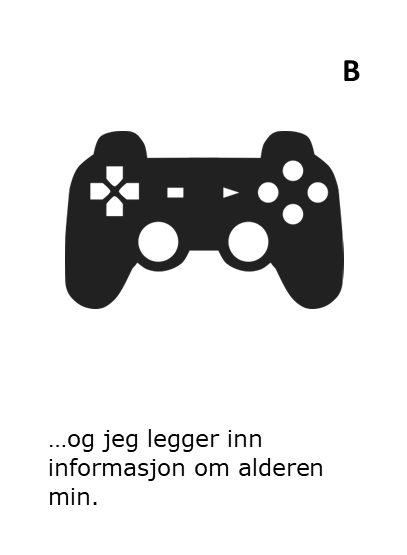 B
...og jeg legger inn
informasjon om alderen
min.